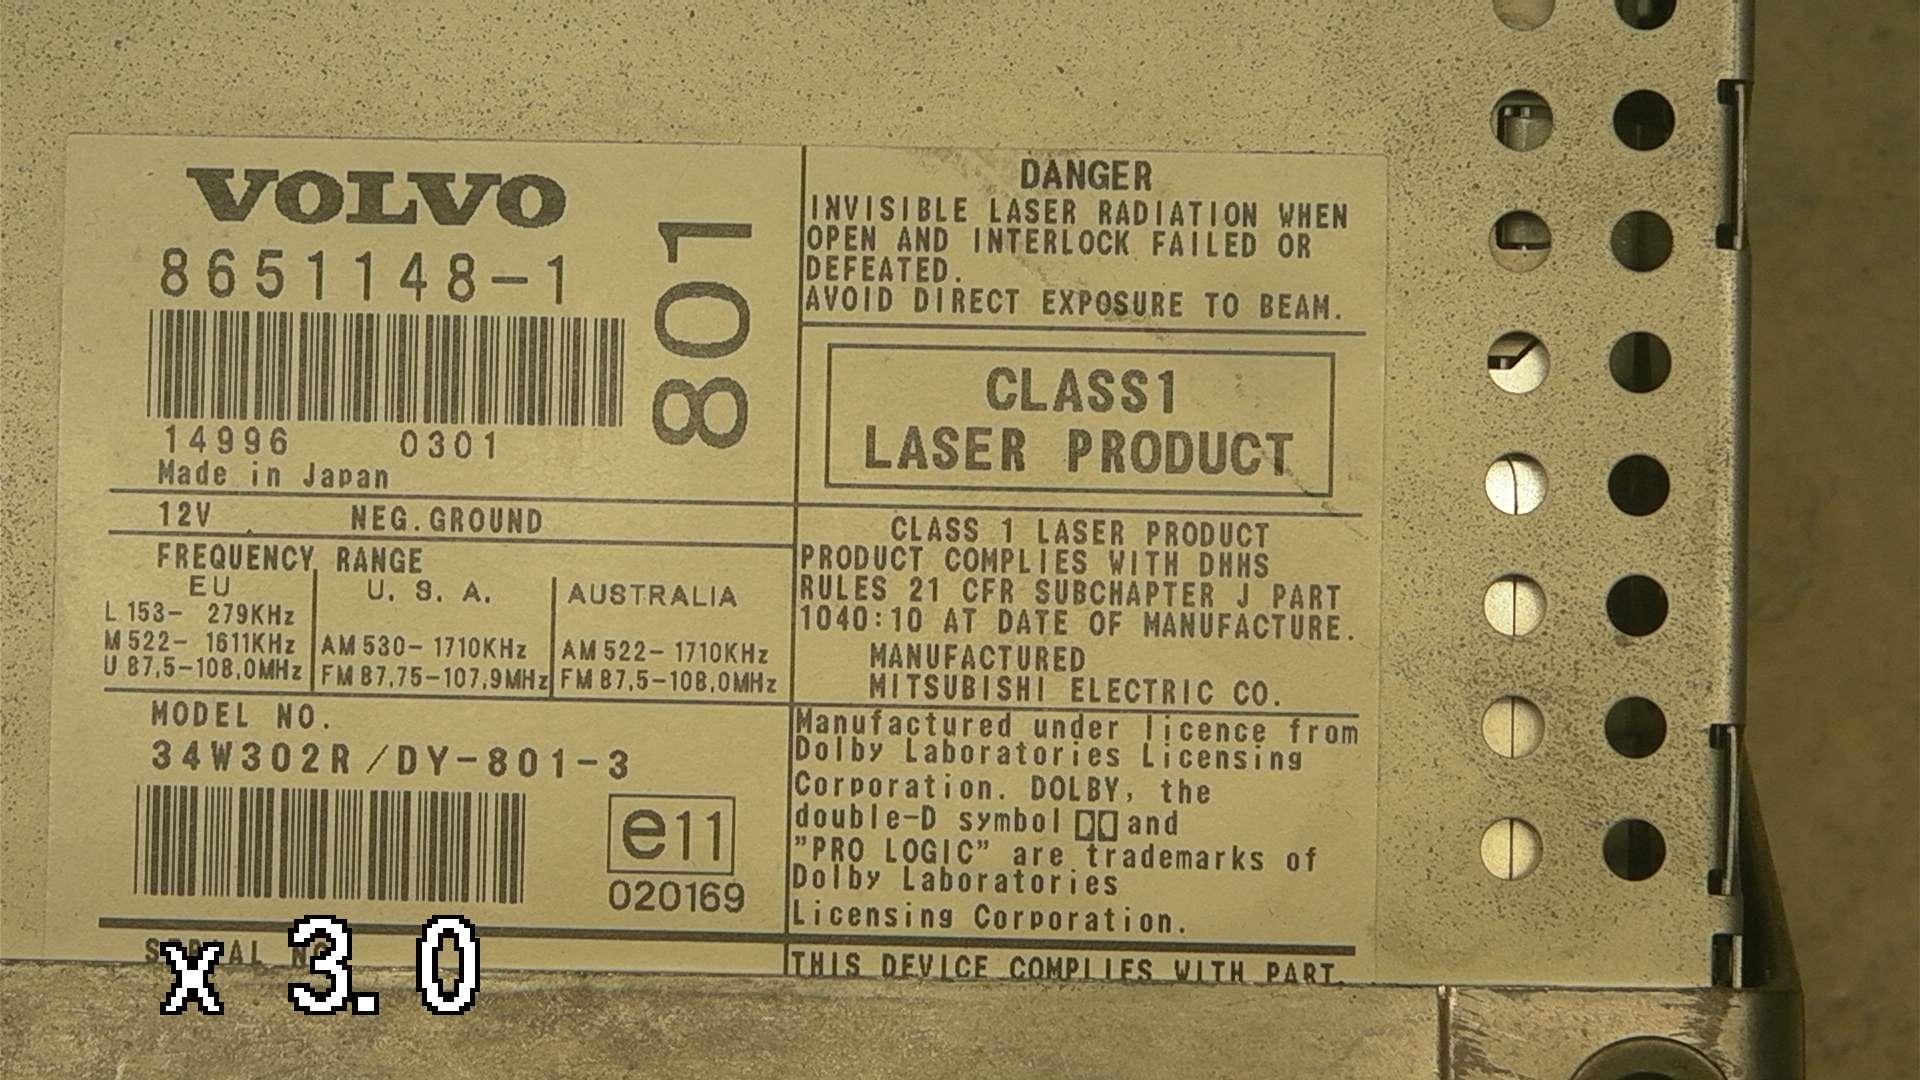 VOLVO
8651148-1
801
14996 0301
Made in Japan
12V NEG.GROUND
FREQUENCY RANGE
EU
L 153- 279KHz
M 522- 1611KHz
U 87.5-108.0MHz
U. S. A.
AM 530- 1710KHz
FM 87.75-107.9MHz
AUSTRALIA
AM 522- 1710KHz
FM 87.5-108.0MHz
MODEL NO.
34W302R/DY-801-3
e11
020169
SERIAL NO
DANGER
INVISIBLE LASER RADIATION WHEN
OPEN AND INTERLOCK FAILED OR
DEFEATED.
AVOID DIRECT EXPOSURE TO BEAM.
CLASS1
LASER PRODUCT
CLASS 1 LASER PRODUCT
PRODUCT COMPLIES WITH DHHS
RULES 21 CFR SUBCHAPTER J PART
1040:10 AT DATE OF MANUFACTURE.
MANUFACTURED
MITSUBISHI ELECTRIC CO.
Manufactured under licence from
Dolby Laboratories Licensing
Corporation. DOLBY, the
double-D symbol and
"PRO LOGIC" are trademarks of
Dolby Laboratories
Licensing Corporation.
THIS DEVICE COMPLIES WITH PART
x 3.0